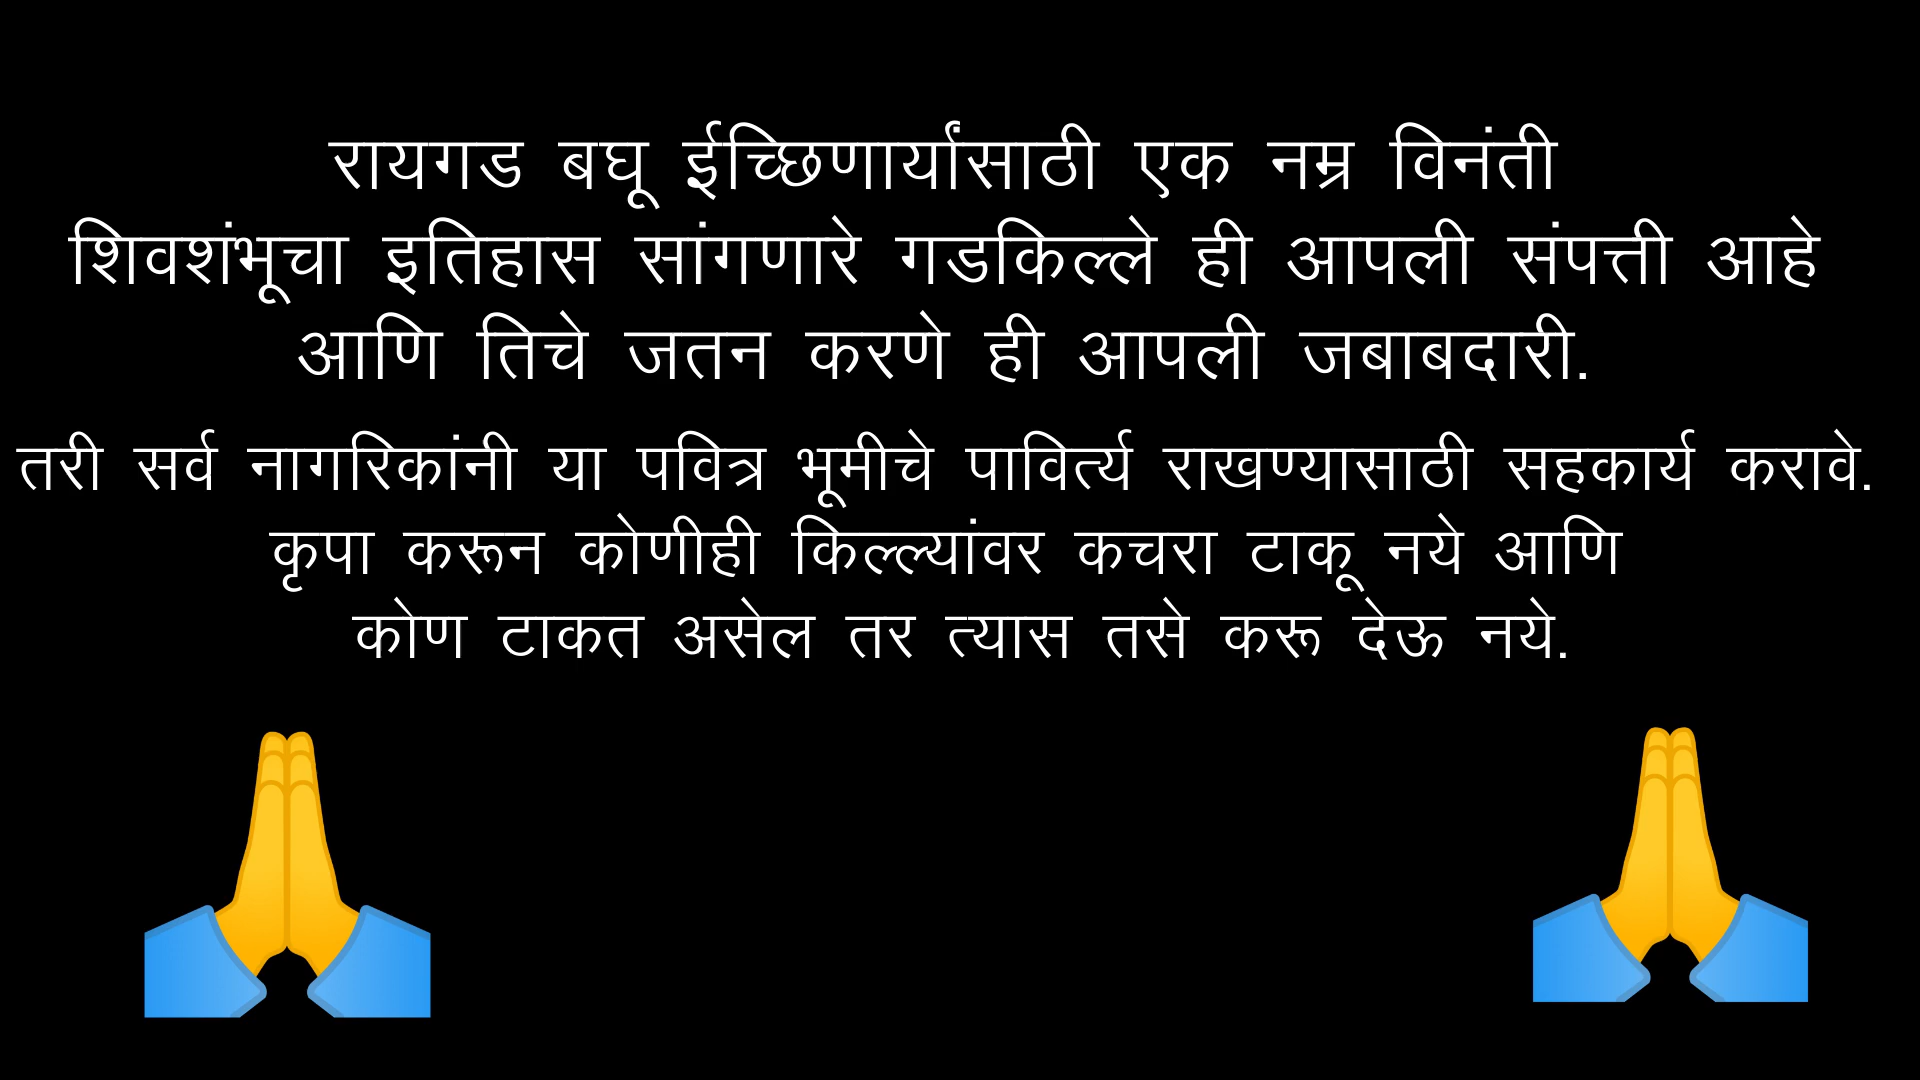 रायगड बघू ईच्छिणार्यांसाठी एक नम्र विनंती
शिवशंभूचा इतिहास सांगणारे गडकिल्ले ही आपली संपत्ती आहे
आणि तिचे जतन करणे ही आपली जबाबदारी.
तरी सर्व नागरिकांनी या पवित्र भूमीचे पावित्र्य राखण्यासाठी सहकार्य करावे.
कृपा करून कोणीही किल्ल्यांवर कचरा टाकू नये आणि
कोण टाकत असेल तर त्यास तसे करू देऊ नये.